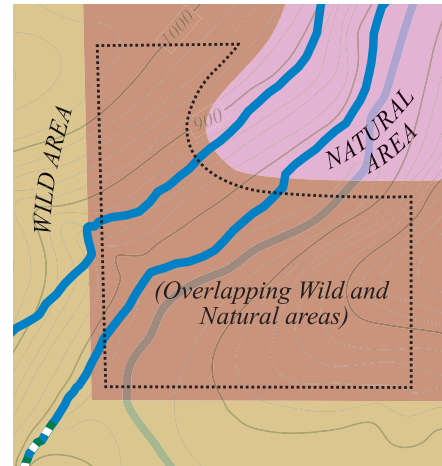 1000
900
WILD AREA
NATURAL
AREA
(Overlapping Wild and
Natural areas)